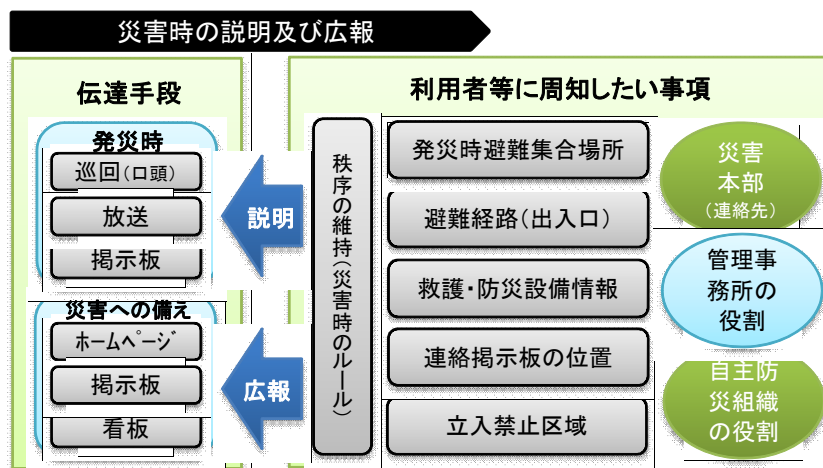 災害時の説明及び広報
伝達手段
発災時
巡回(口頭)
放送
掲示板
災害への備え
ホームページ
掲示板
看板
説明
広報
利用者等に周知したい事項
秩序の維持(災害時のルール)
発災時避難集合場所
避難経路(出入口)
救護・防災設備情報
連絡掲示板の位置
立入禁止区域
災害
本部
(連絡先)
管理事
務所の
役割
自主防
災組織
の役割